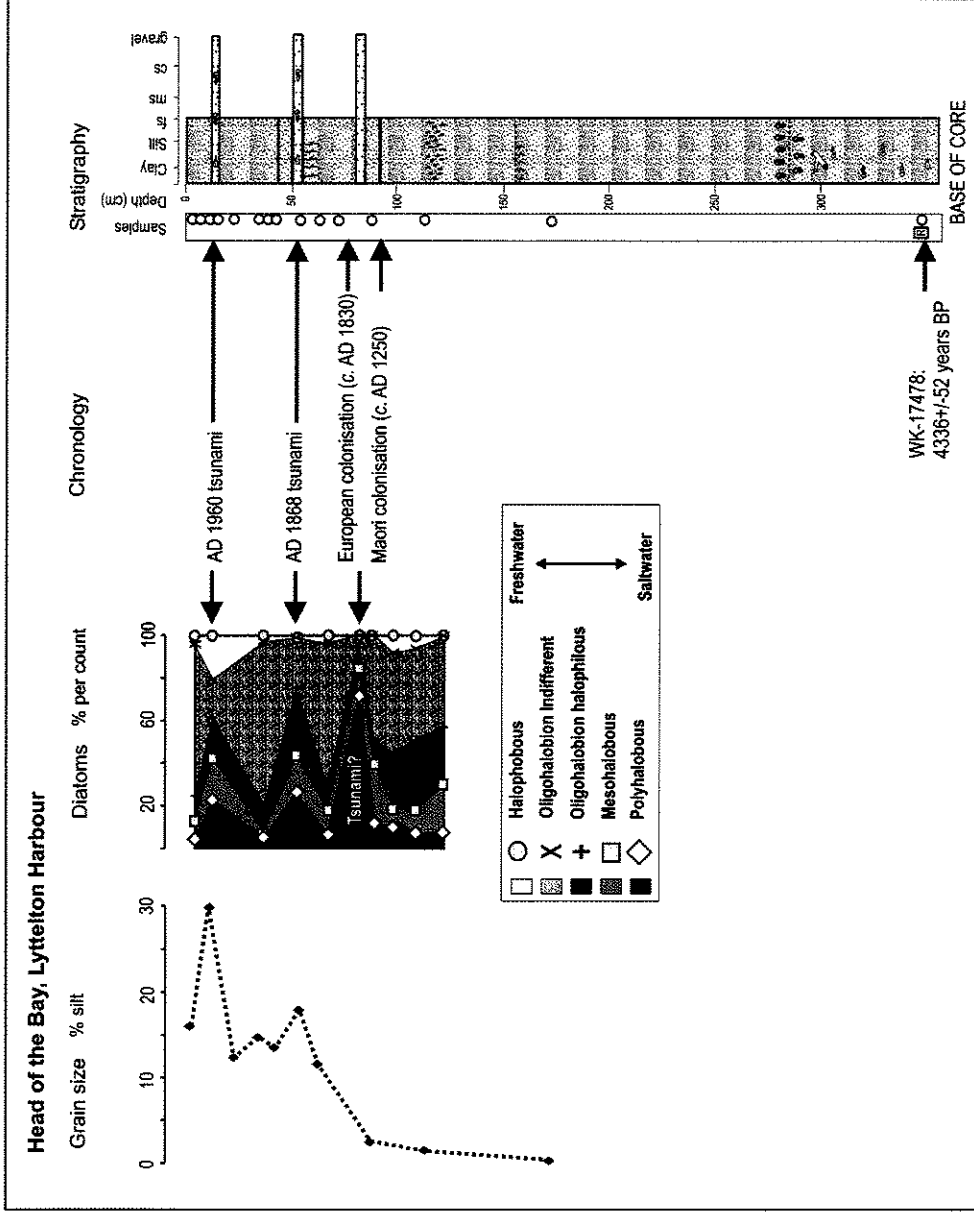 Head of the Bay, Lyttelton Harbour
Grain size % silt
Diatoms % per count
Chronology
Stratigraphy
0 10 20 30
20 60 100
Samples
Depth (cm)
Clay
Silt
fs
ms
cs
gravel
0
50
100
150
200
250
300
AD 1960 tsunami
AD 1868 tsunami
European colonisation (c. AD 1830)
Maori colonisation (c. AD 1250)
Tsunami?
WK-17478:
4336+/-52 years BP
R
BASE OF CORE
Halophobous
Oligohalobion Indifferent
Oligohalobion halophilous
Mesohalobous
Polyhalobous
Freshwater
Saltwater